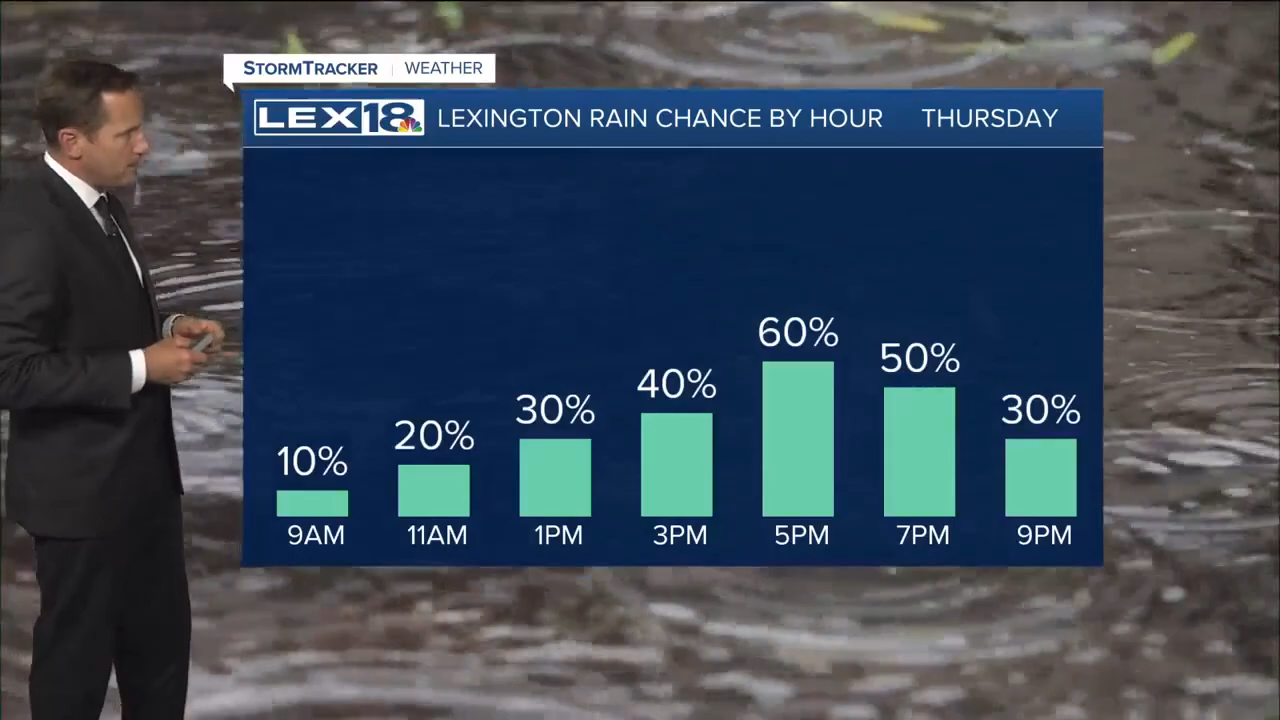 STORMTRACKER | WEATHER
LEX18 LEXINGTON RAIN CHANCE BY HOUR THURSDAY
10% 20% 30% 40% 60% 50% 30%
9AM 11AM 1PM 3PM 5PM 7PM 9PM